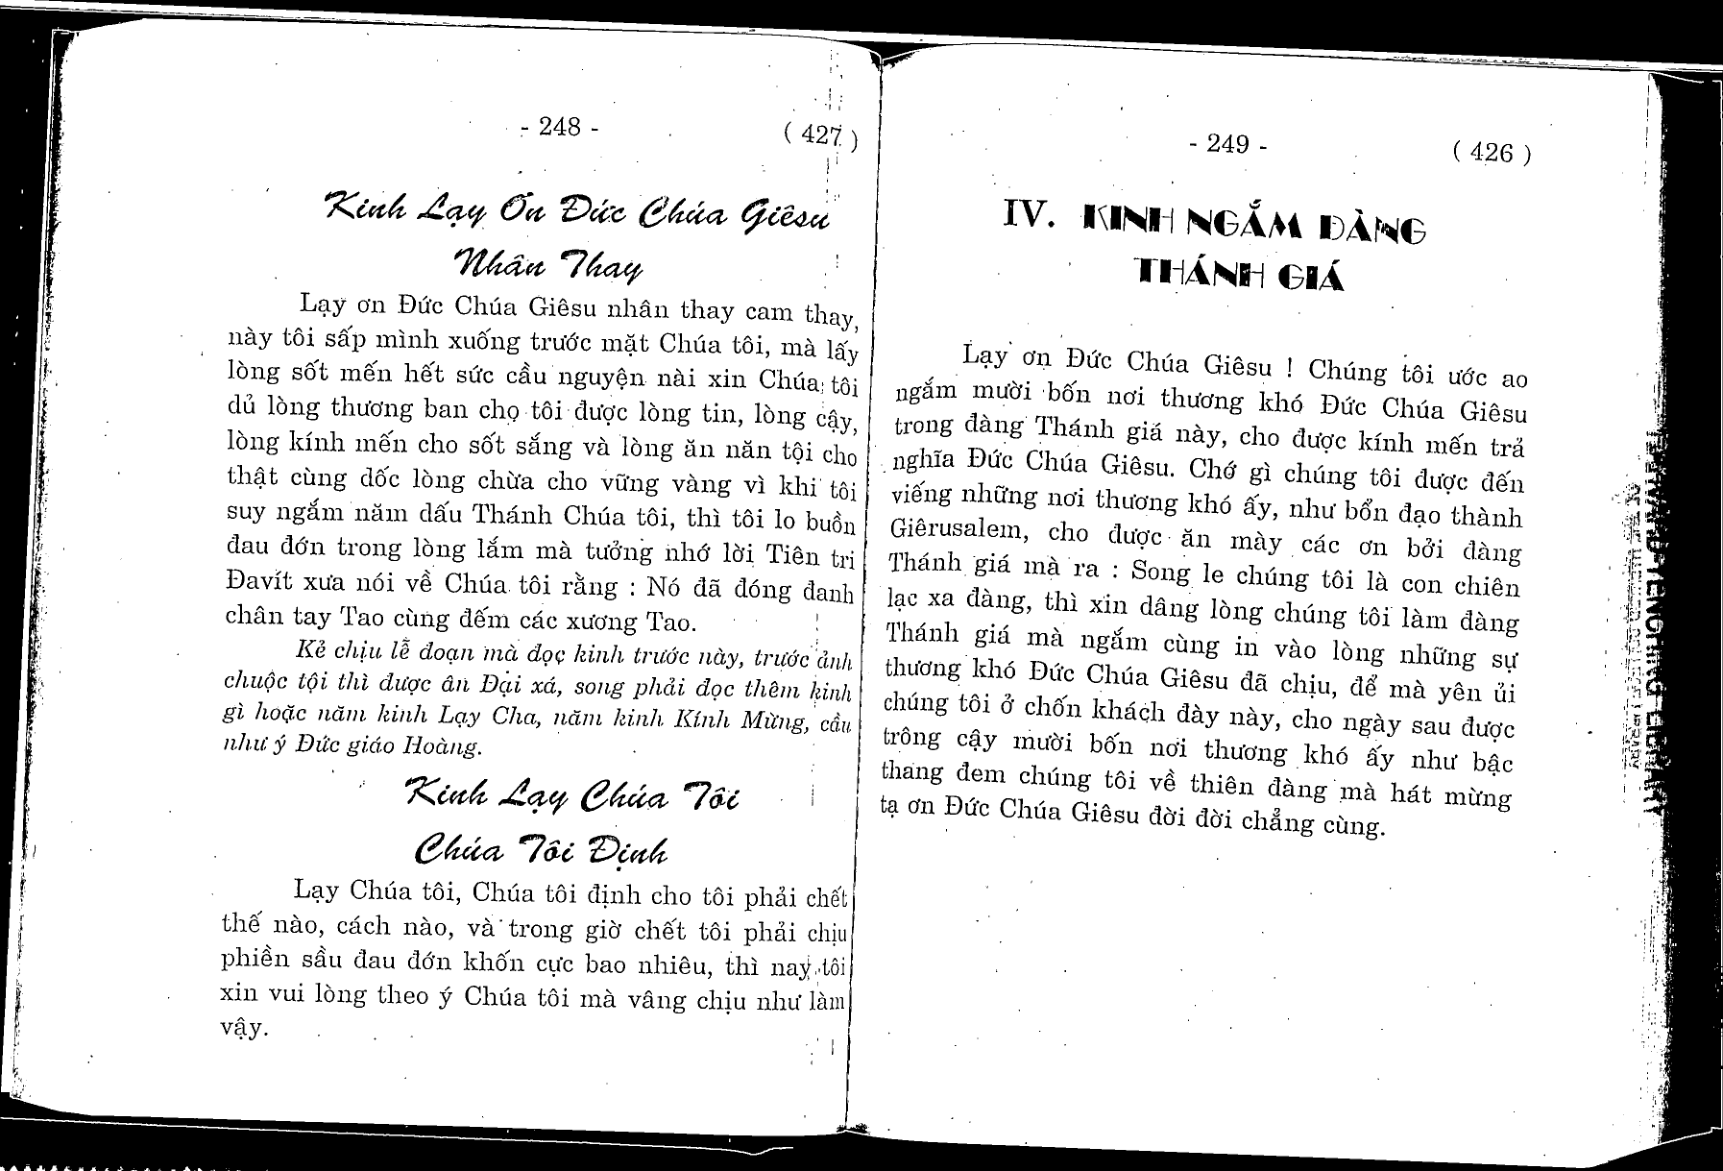 - 248 -
( 427 )
Kinh Lạy Ơn Đức Chúa Giêsu
Nhân Thay
Lạy ơn Đức Chúa Giêsu nhân thay cam thay,
này tôi sấp mình xuống trước mặt Chúa tôi, mà lấy
lòng sốt mến hết sức cầu nguyện nài xin Chúa tôi
dủ lòng thương ban cho tôi được lòng tin, lòng cậy,
lòng kính mến cho sốt sắng và lòng ăn năn tội cho
thật cùng dốc lòng chừa cho vững vàng vì khi tôi
suy ngắm năm dấu Thánh Chúa tôi, thì tôi lo buồn
đau đớn trong lòng lắm mà tưởng nhớ lời Tiên tri
Đavít xưa nói về Chúa tôi rằng : Nó đã đóng đanh
chân tay Tao cùng đếm các xương Tao.
Kẻ chịu lễ đoạn mà đọc kinh trước này, trước ảnh
chuộc tội thì được ân Đại xá, song phải đọc thêm kinh
gì hoặc năm kinh Lạy Cha, năm kinh Kính Mừng, cầu
như ý Đức giáo Hoàng.
Kinh Lạy Chúa Tôi
Chúa Tôi Định
Lạy Chúa tôi, Chúa tôi định cho tôi phải chết
thế nào, cách nào, và trong giờ chết tôi phải chịu
phiền sầu đau đớn khốn cực bao nhiêu, thì nay tôi
xin vui lòng theo ý Chúa tôi mà vâng chịu như làm
vậy.
- 249 -
( 426 )
IV. KINH NGẮM ĐÀNG
THÁNH GIÁ
Lạy ơn Đức Chúa Giêsu ! Chúng tôi ước ao
ngắm mười bốn nơi thương khó Đức Chúa Giêsu
trong đàng Thánh giá này, cho được kính mến trả
nghĩa Đức Chúa Giêsu. Chớ gì chúng tôi được đến
viếng những nơi thương khó ấy, như bổn đạo thành
Giêrusalem, cho được ăn mày các ơn bởi đàng
Thánh giá mà ra : Song le chúng tôi là con chiên
lạc xa đàng, thì xin dâng lòng chúng tôi làm đàng
Thánh giá mà ngắm cùng in vào lòng những sự
thương khó Đức Chúa Giêsu đã chịu, để mà yên ủi
chúng tôi ở chốn khách đày này, cho ngày sau được
trông cậy mười bốn nơi thương khó ấy như bậc
thang đem chúng tôi về thiên đàng mà hát mừng
tạ ơn Đức Chúa Giêsu đời đời chẳng cùng.